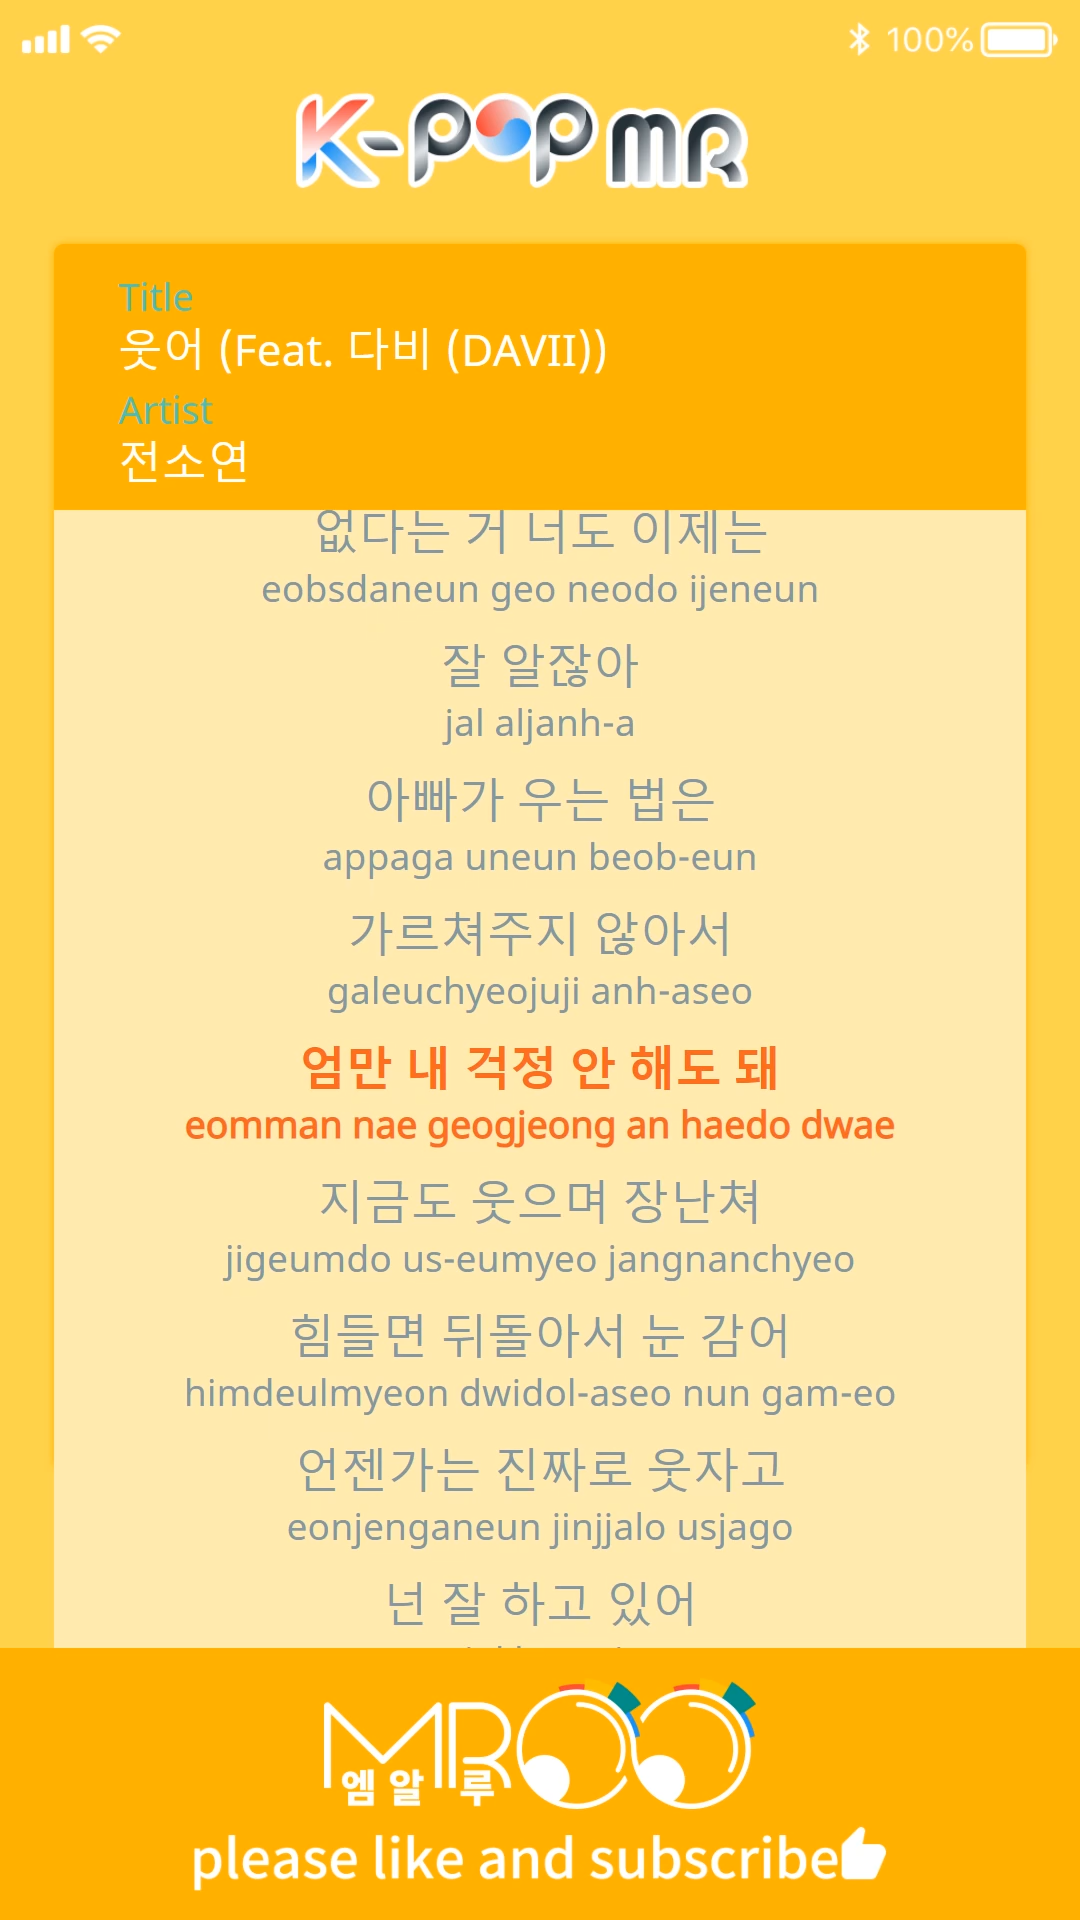 100%
K-POP MR
Title
웃어 (Feat. 다비 (DAVII))
Artist
전소연
없다는 거 너도 이제는
eobsdaneun geo neodo ijeneun
잘 알잖아
jal aljanh-a
아빠가 우는 법은
appaga uneun beob-eun
가르쳐주지 않아서
galeuchyeojuji anh-aseo
엄만 내 걱정 안 해도 돼
eomman nae geogjeong an haedo dwae
지금도 웃으며 장난쳐
jigeumdo us-eumyeo jangnanchyeo
힘들면 뒤돌아서 눈 감어
himdeulmyeon dwidol-aseo nun gam-eo
언젠가는 진짜로 웃자고
eonjenganeun jinjjalo usjago
넌 잘 하고 있어
MROO
엠알루
please like and subscribe